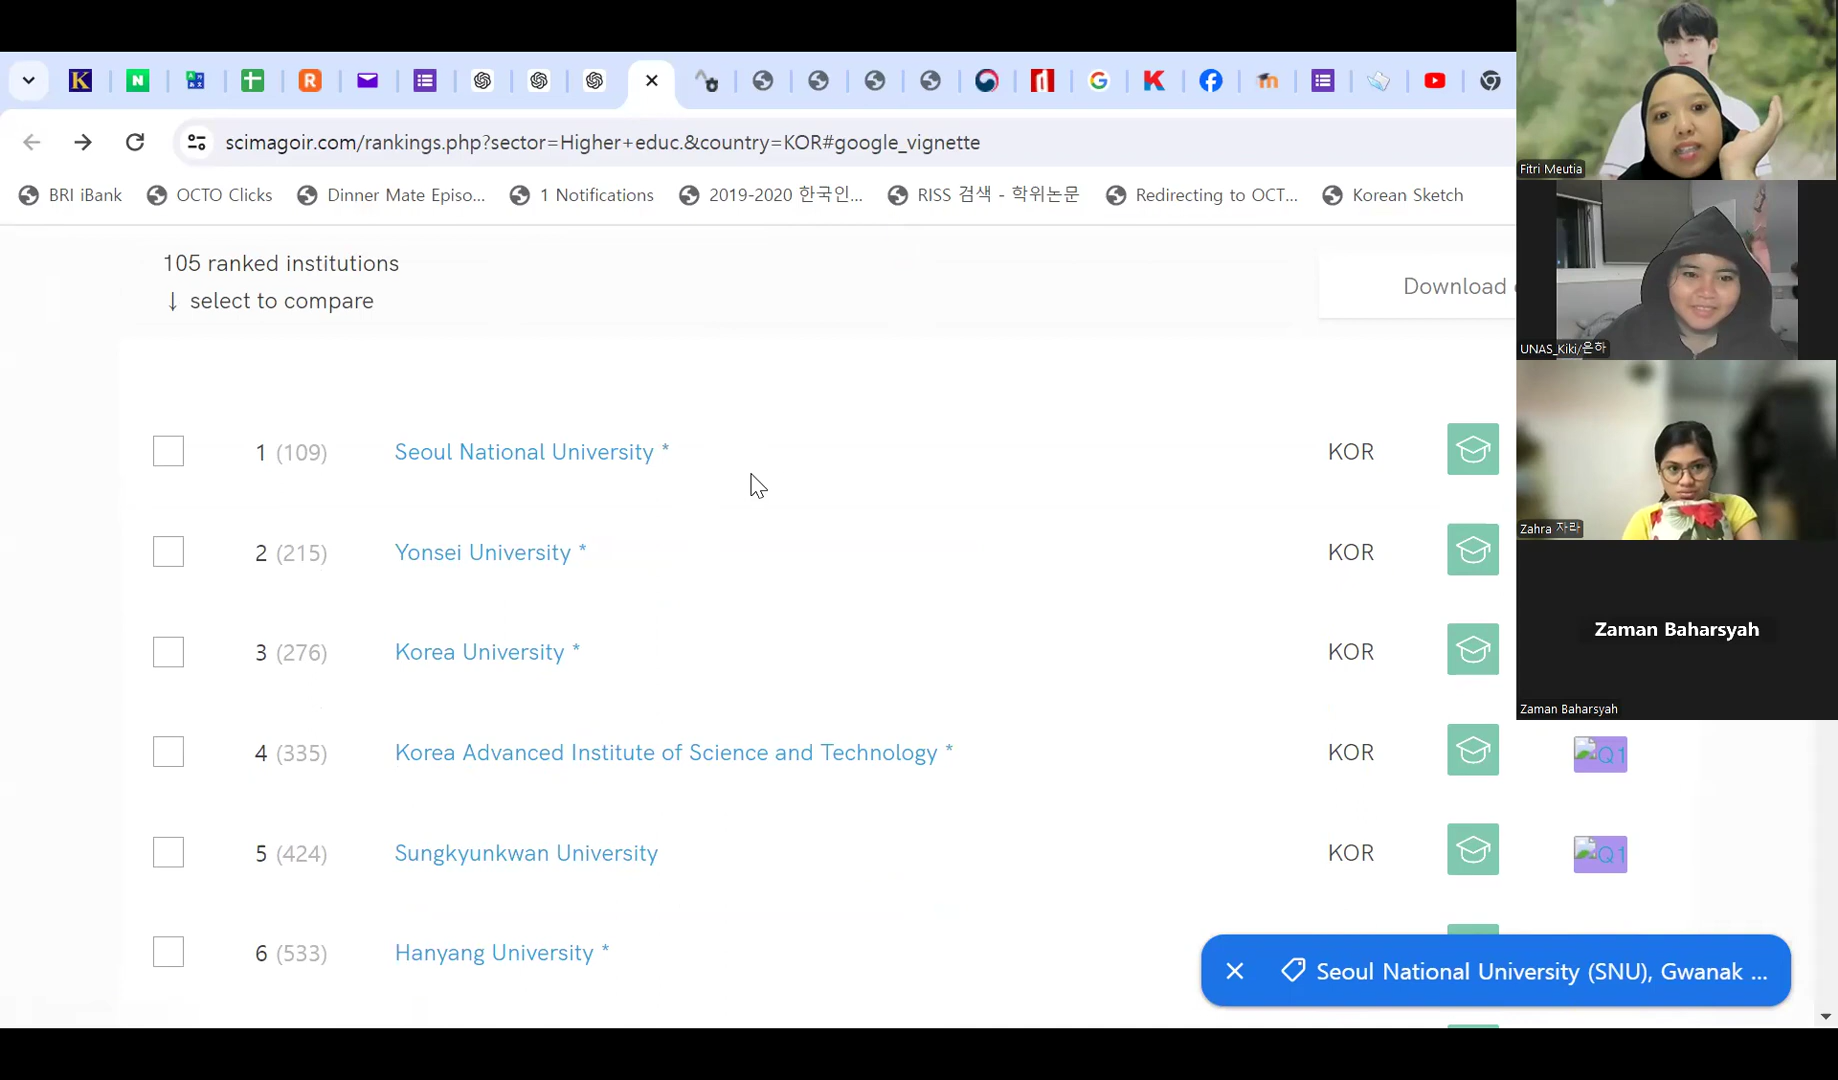 scimagoir.com/rankings.php?sector=Higher+educ.&country=KOR#google_vignette
BRI iBank
OCTO Clicks
Dinner Mate Episo...
1 Notifications
2019-2020 한국인...
RISS 검색 - 학위논문
Redirecting to OCT...
Korean Sketch
105 ranked institutions
↓ select to compare
Download
1 (109) Seoul National University * KOR
2 (215) Yonsei University * KOR
3 (276) Korea University * KOR
4 (335) Korea Advanced Institute of Science and Technology * KOR Q1
5 (424) Sungkyunkwan University KOR Q1
6 (533) Hanyang University *
Seoul National University (SNU), Gwanak ...
Fitri Meutia
UNAS_Kiki/은하
Zahra 자라
Zaman Baharsyah
Zaman Baharsyah